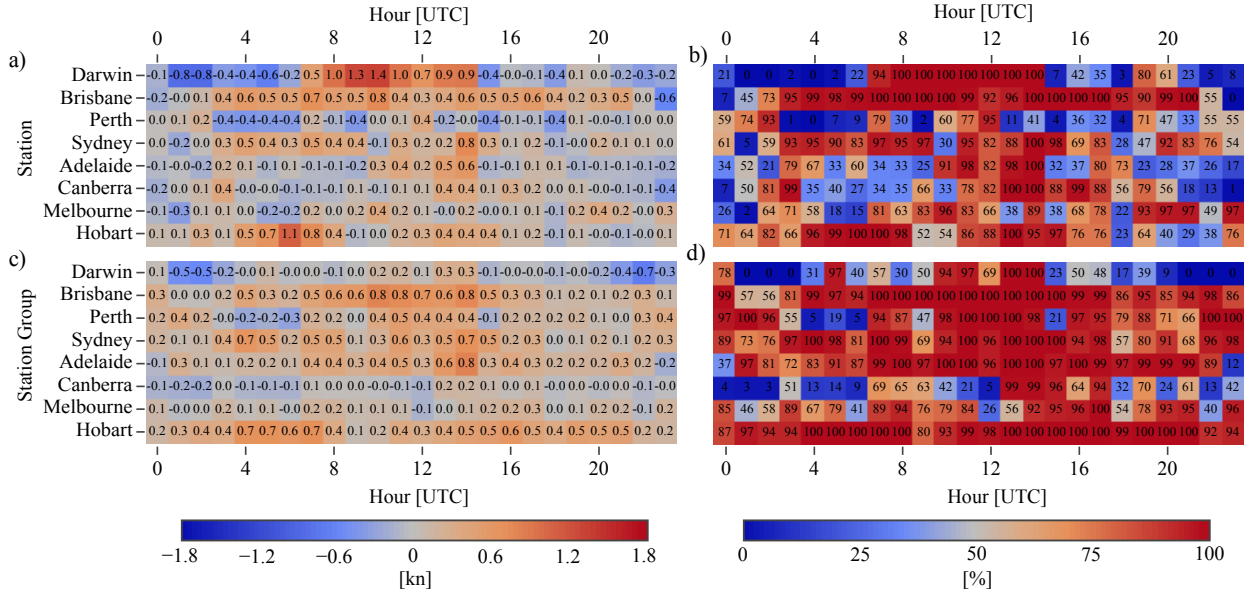 Hour [UTC] Hour [UTC]
0 4 8 12 16 20 0 4 8 12 16 20
a) b)
Darwin -0.1 -0.8 -0.8 -0.4 -0.4 -0.6 -0.2 0.5 1.0 1.3 1.4 1.0 0.7 0.9 0.9 -0.4 -0.0 -0.1 -0.4 0.1 0.0 -0.2 -0.3 -0.2 21 0 0 2 0 2 22 94 100 100 100 100 100 100 100 7 42 35 3 80 61 23 5 8
Brisbane -0.2 -0.0 0.1 0.4 0.6 0.5 0.5 0.7 0.5 0.5 0.8 0.4 0.3 0.4 0.6 0.5 0.5 0.6 0.4 0.2 0.3 0.5 0.0 -0.6 7 45 73 95 99 98 99 100 100 100 100 99 92 96 100 100 100 100 95 90 99 100 55 0
Perth 0.0 0.1 0.2 -0.4 -0.4 -0.4 -0.4 0.2 -0.1 -0.4 0.0 0.1 0.4 -0.2 -0.0 -0.4 -0.1 -0.1 -0.4 0.1 -0.0 -0.1 0.0 0.0 59 74 93 1 0 7 9 79 30 2 60 77 95 11 41 4 36 32 4 71 47 33 55 55
Sydney 0.0 -0.2 0.0 0.3 0.5 0.4 0.3 0.5 0.4 0.4 -0.1 0.3 0.2 0.2 0.8 0.3 0.1 0.2 -0.1 0.0 0.2 0.1 0.1 0.0 61 5 59 93 95 90 83 97 95 97 30 95 82 88 100 98 69 83 28 47 92 83 76 54
Adelaide -0.1 -0.0 -0.2 0.2 0.1 -0.1 0.1 -0.1 -0.1 -0.2 0.3 0.4 0.2 0.5 0.6 -0.1 -0.1 0.1 0.1 -0.1 -0.1 -0.1 -0.1 -0.2 34 52 21 79 67 33 60 34 33 25 91 98 82 98 100 37 37 80 73 23 28 37 26 17
Canberra -0.2 0.0 0.1 0.4 -0.0 -0.0 -0.1 -0.1 -0.1 0.1 -0.1 0.1 0.1 0.4 0.4 0.1 0.3 0.2 0.0 0.1 -0.0 -0.1 -0.1 -0.4 7 50 81 99 35 40 27 34 35 66 33 78 82 100 100 88 99 88 56 79 56 18 13 1
Melbourne -0.1 -0.3 0.1 0.1 0.0 -0.2 -0.2 0.2 0.0 0.2 0.4 0.2 0.1 -0.0 0.2 -0.0 0.1 0.1 -0.2 0.2 0.4 0.2 -0.0 0.3 26 2 64 71 58 18 15 81 63 83 96 83 66 38 89 38 68 78 22 93 97 97 49 97
Hobart 0.1 0.1 0.3 0.1 0.5 0.7 1.1 0.8 0.4 -0.1 0.0 0.2 0.3 0.4 0.3 0.4 0.2 0.1 -0.1 0.1 -0.0 -0.1 -0.1 0.1 71 64 82 66 52 54 86 88 100 95 97 76 76 23 64 40 29 38 76
Station
c) d)
Darwin 0.1 -0.5 -0.5 -0.2 -0.0 0.1 -0.0 0.0 -0.1 0.0 0.2 0.2 0.1 0.3 0.3 -0.1 -0.0 -0.0 -0.1 -0.0 -0.2 -0.4 -0.7 -0.3 78 0 0 0 31 97 40 57 30 50 94 97 69 100 100 23 50 48 17 39 9 0 0 0
Brisbane 0.3 0.0 0.0 0.2 0.5 0.3 0.2 0.5 0.6 0.6 0.8 0.8 0.7 0.6 0.8 0.5 0.3 0.3 0.1 0.2 0.1 0.2 0.3 0.1 99 57 56 81 99 97 94 100 100 100 100 100 100 100 100 100 99 99 86 95 85 94 98 86
Perth 0.2 0.4 0.2 -0.0 -0.2 -0.2 -0.3 0.2 0.2 0.0 0.4 0.5 0.4 0.4 0.4 -0.1 0.2 0.2 0.2 0.1 0.1 0.0 0.3 0.4 97 100 96 55 5 19 5 94 87 47 98 100 100 100 100 21 97 95 79 88 71 66 100 100
Sydney 0.2 0.1 0.1 0.4 0.7 0.5 0.2 0.5 0.4 0.1 0.3 0.6 0.3 0.5 0.7 0.5 0.2 0.3 0.0 0.1 0.2 0.0 0.2 0.3 89 73 76 97 100 98 81 100 99 69 94 100 96 100 100 100 94 98 57 80 91 68 96 98
Adelaide -0.1 0.3 0.1 0.1 0.2 0.2 0.1 0.4 0.3 0.4 0.3 0.5 0.3 0.6 0.8 0.3 0.2 0.3 0.2 0.2 0.2 0.3 0.2 -0.2 37 97 81 72 83 91 87 99 100 97 100 100 100 100 100 97 100 97 99 99 99 99 89 12
Canberra -0.1 -0.2 -0.2 0.0 -0.1 -0.1 -0.1 0.1 0.0 0.0 -0.0 -0.1 -0.1 0.2 0.2 0.1 0.0 0.1 -0.0 0.0 -0.0 0.0 -0.1 -0.0 4 3 3 51 13 14 9 69 65 63 42 21 5 99 99 96 64 94 32 70 24 61 13 42
Melbourne 0.1 -0.0 0.0 0.2 0.1 0.1 -0.0 0.2 0.2 0.1 0.1 0.1 -0.1 0.0 0.1 0.2 0.2 0.3 0.0 0.1 0.2 0.2 -0.1 0.2 85 46 58 89 67 79 41 89 94 76 79 84 26 56 92 95 96 100 54 78 93 95 40 96
Hobart 0.2 0.3 0.4 0.4 0.7 0.7 0.6 0.7 0.4 0.1 0.2 0.4 0.3 0.5 0.4 0.5 0.6 0.5 0.4 0.5 0.5 0.5 0.2 0.2 87 97 94 94 100 100 100 100 100 80 93 99 98 100 100 100 100 100 99 100 100 100 92 94
Station Group
0 4 8 12 16 20 0 4 8 12 16 20
Hour [UTC] Hour [UTC]
−1.8 −1.2 −0.6 0 0.6 1.2 1.8 0 25 50 75 100
[kn] [%]